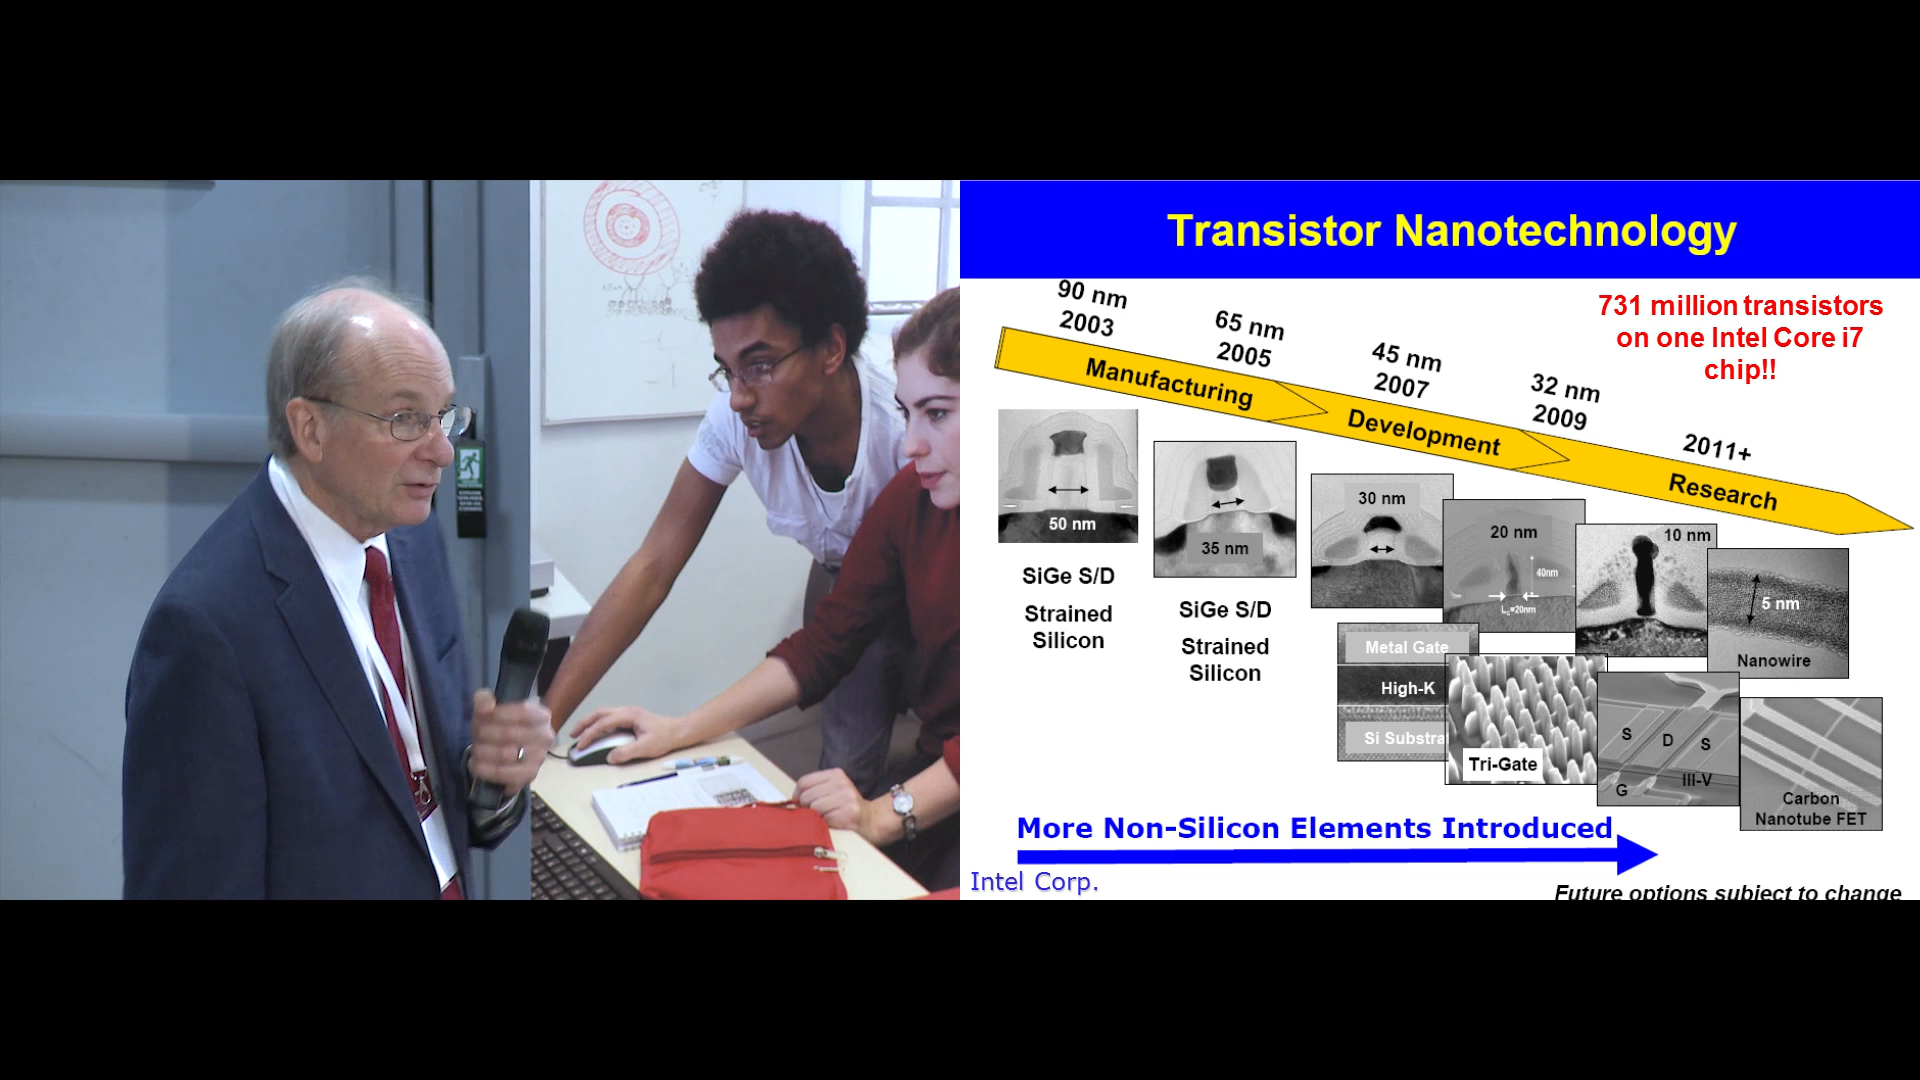 Transistor Nanotechnology
731 million transistors
on one Intel Core i7
chip!!
90 nm
2003
65 nm
2005
45 nm
2007
32 nm
2009
2011+
Manufacturing
Development
Research
50 nm
35 nm
30 nm
20 nm
40nm
LG=20nm
10 nm
5 nm
Nanowire
SiGe S/D
Strained
Silicon
SiGe S/D
Strained
Silicon
Metal Gate
High-K
Si Substra
Tri-Gate
S
D
S
G
III-V
Carbon
Nanotube FET
More Non-Silicon Elements Introduced
Intel Corp.
Future options subject to change